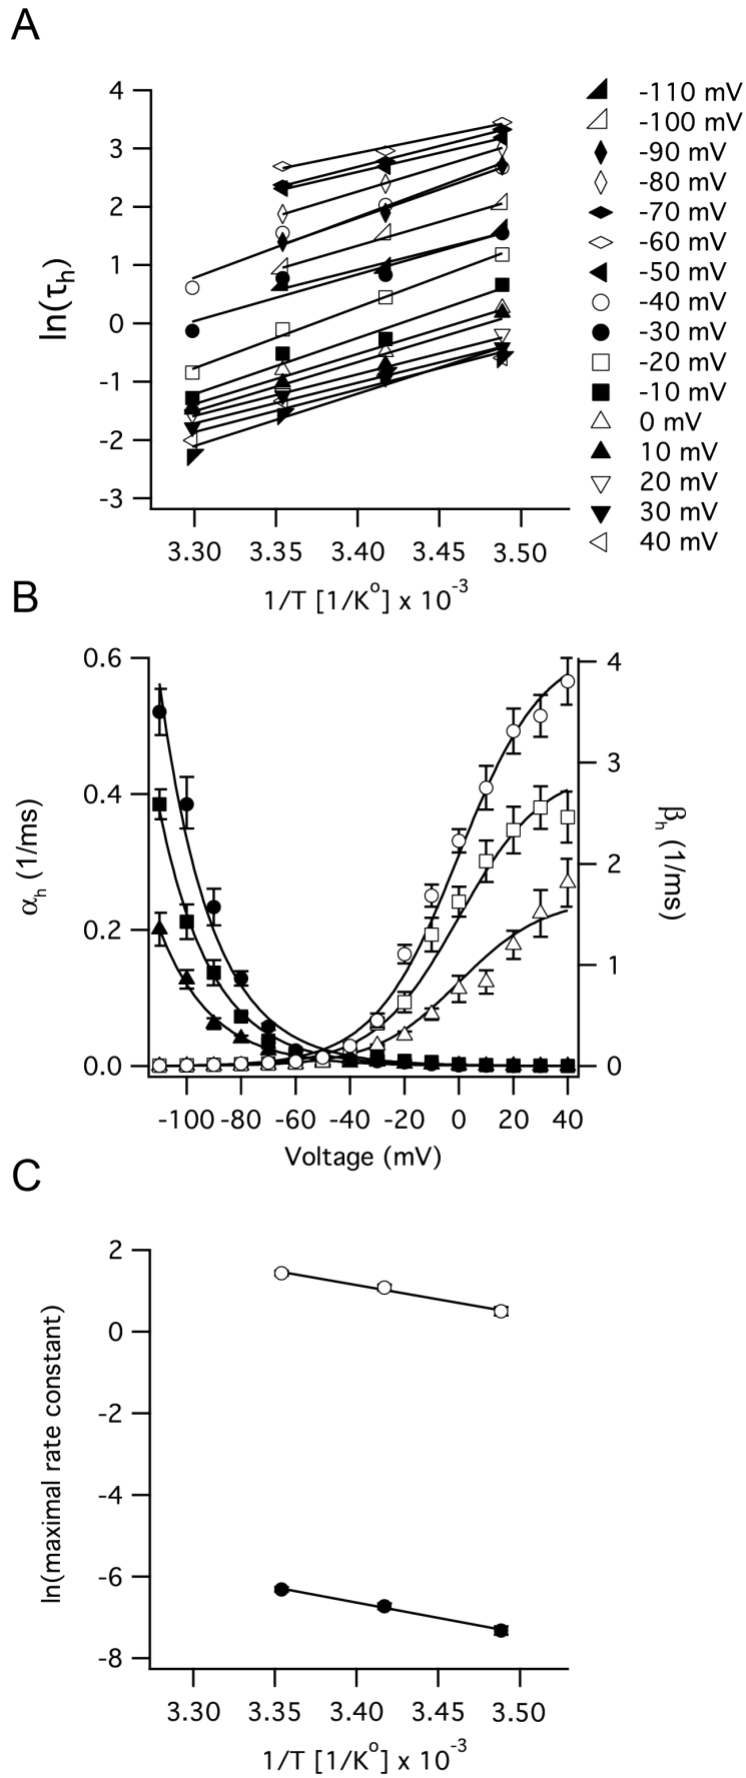 A
4
3
2
1
0
-1
-2
-3
ln(τh)
3.30 3.35 3.40 3.45 3.50
1/T [1/K°] x 10⁻³
-110 mV
-100 mV
-90 mV
-80 mV
-70 mV
-60 mV
-50 mV
-40 mV
-30 mV
-20 mV
-10 mV
0 mV
10 mV
20 mV
30 mV
40 mV
B
0.6
0.4
0.2
0.0
αh (1/ms)
4
3
2
1
0
βh (1/ms)
-100 -80 -60 -40 -20 0 20 40
Voltage (mV)
C
2
0
-2
-4
-6
-8
ln(maximal rate constant)
3.30 3.35 3.40 3.45 3.50
1/T [1/K°] x 10⁻³